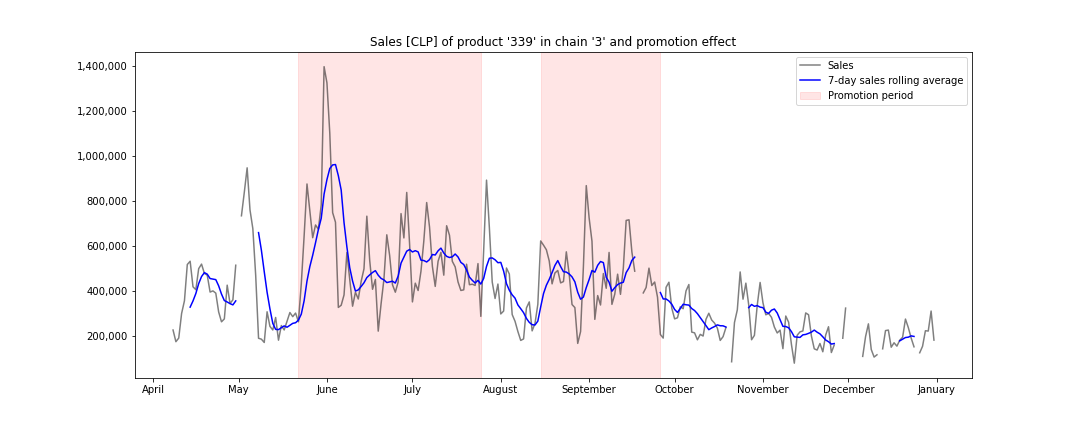 Sales [CLP] of product '339' in chain '3' and promotion effect
Sales
7-day sales rolling average
Promotion period
1,400,000
1,200,000
1,000,000
800,000
600,000
400,000
200,000
April May June July August September October November December January